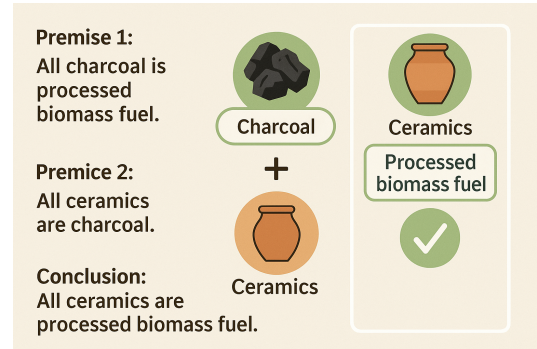 Premise 1:
All charcoal is
processed
biomass fuel.
Charcoal
Premice 2:
All ceramics
are charcoal.
Ceramics
Conclusion:
All ceramics are
processed biomass fuel.
Ceramics
Processed
biomass fuel